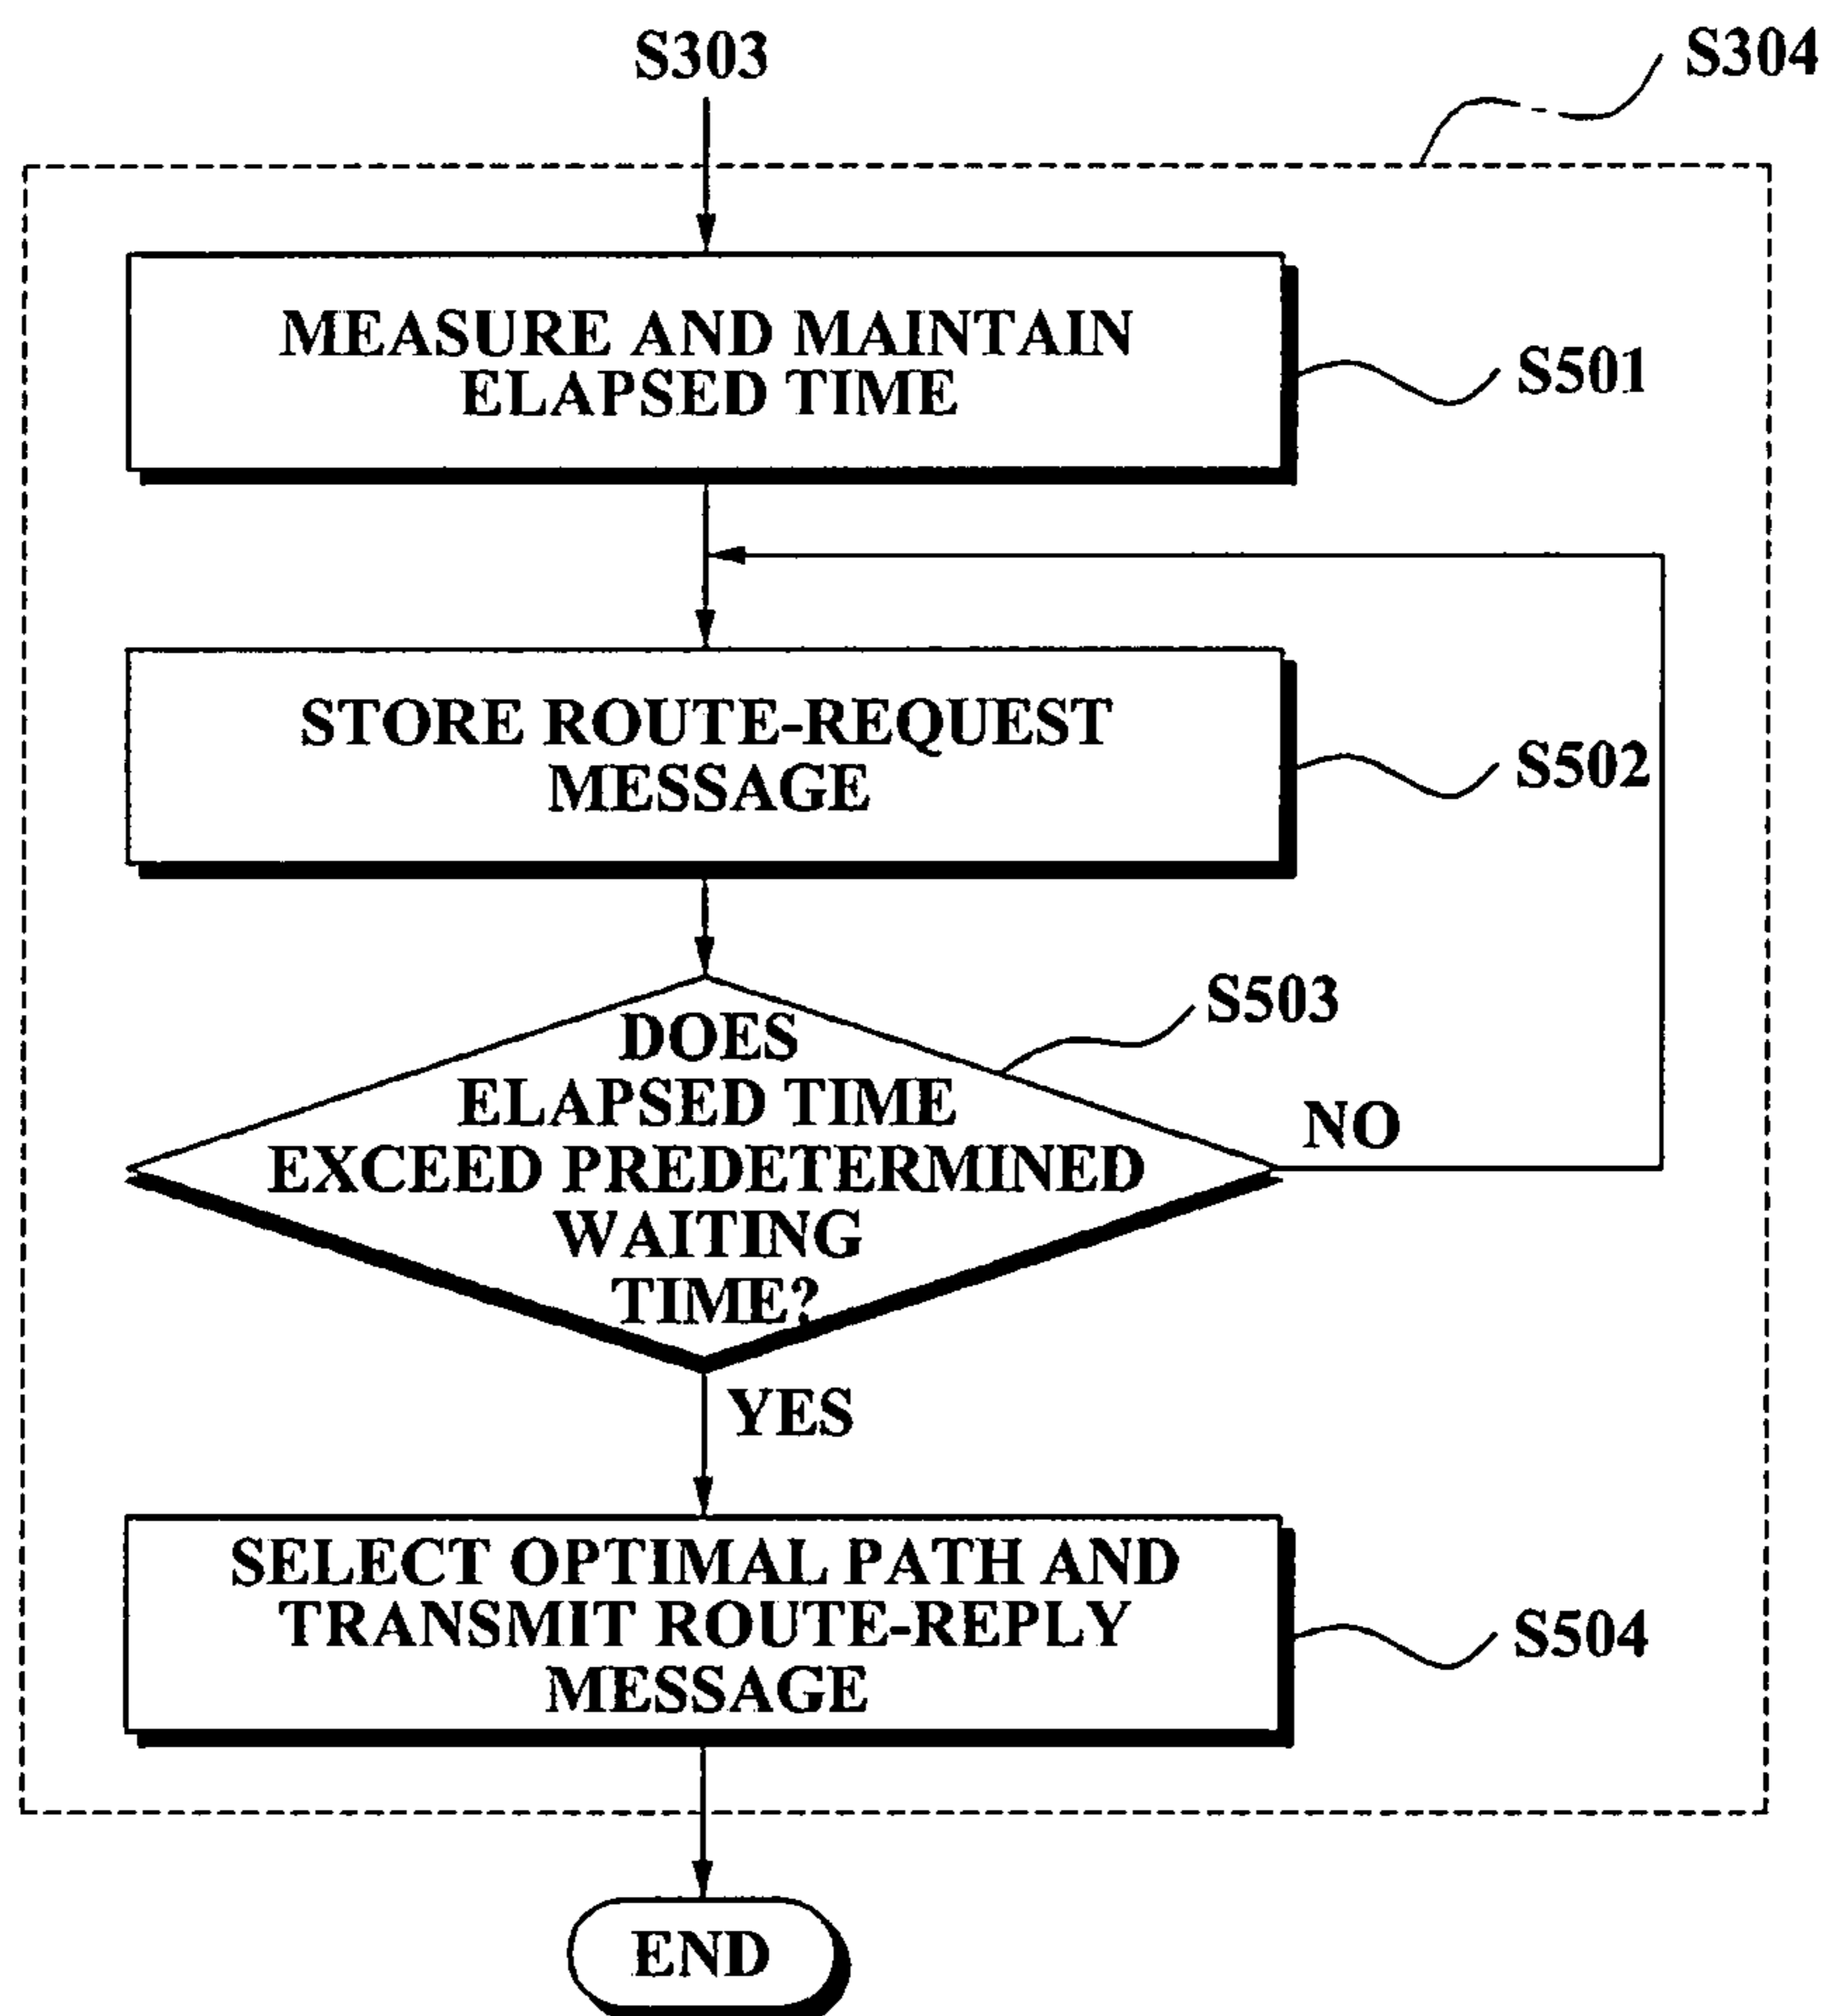 S303
S304
MEASURE AND MAINTAIN
ELAPSED TIME
S501
STORE ROUTE-REQUEST
MESSAGE
S502
S503
DOES
ELAPSED TIME
EXCEED PREDETERMINED
WAITING
TIME?
NO
YES
SELECT OPTIMAL PATH AND
TRANSMIT ROUTE-REPLY
MESSAGE
S504
END